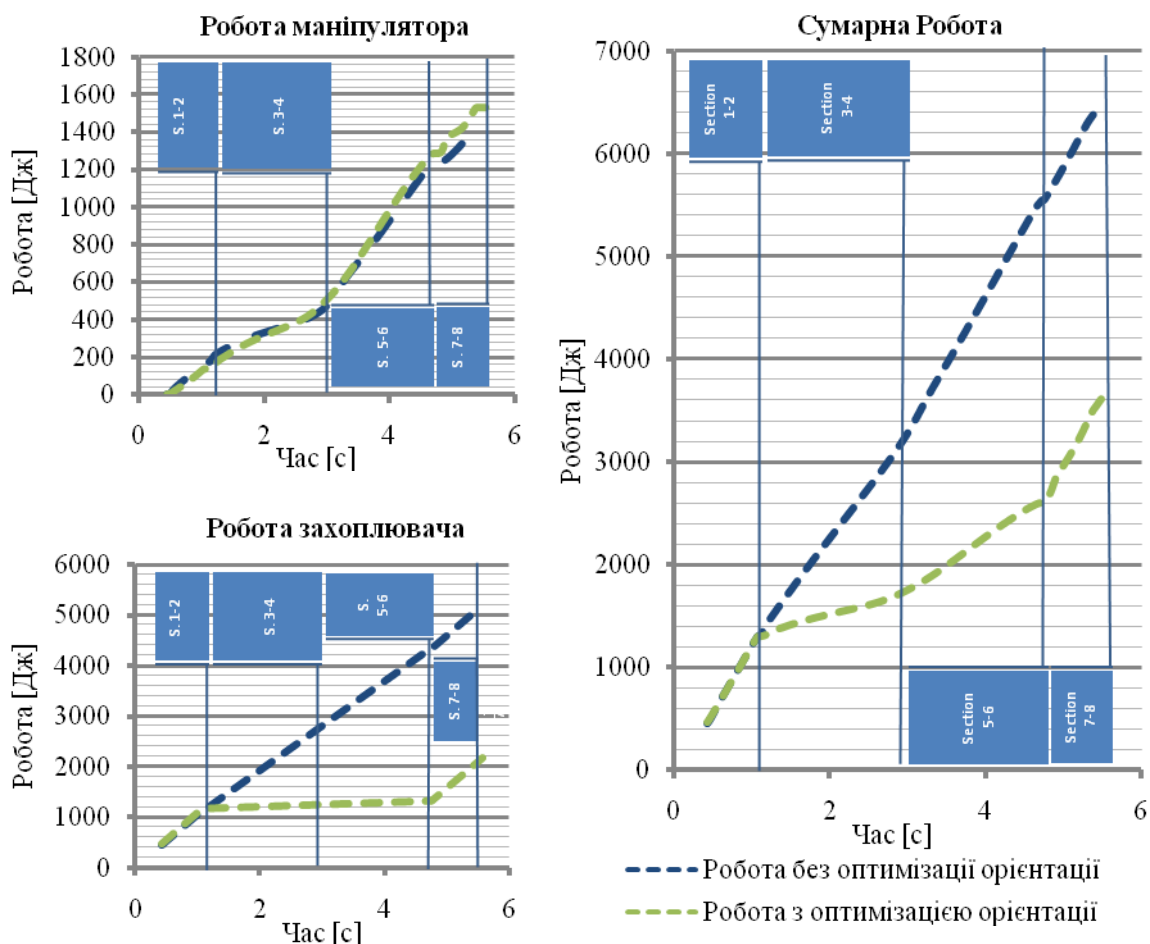 Робота маніпулятора
1800
1600
1400
1200
1000
800
600
400
200
0
Робота [Дж]
S. 1-2
S. 3-4
S. 5-6
S. 7-8
0 2 4 6
Час [с]
Робота захоплювача
6000
5000
4000
3000
2000
1000
0
Робота [Дж]
S. 1-2
S. 3-4
S.
5-6
S. 7-8
0 2 4 6
Час [с]
Сумарна Робота
7000
6000
5000
4000
3000
2000
1000
0
Робота [Дж]
Section
1-2
Section
3-4
Section
5-6
Section
7-8
0 2 4 6
Час [с]
Робота без оптимізації орієнтації
Робота з оптимізацією орієнтації